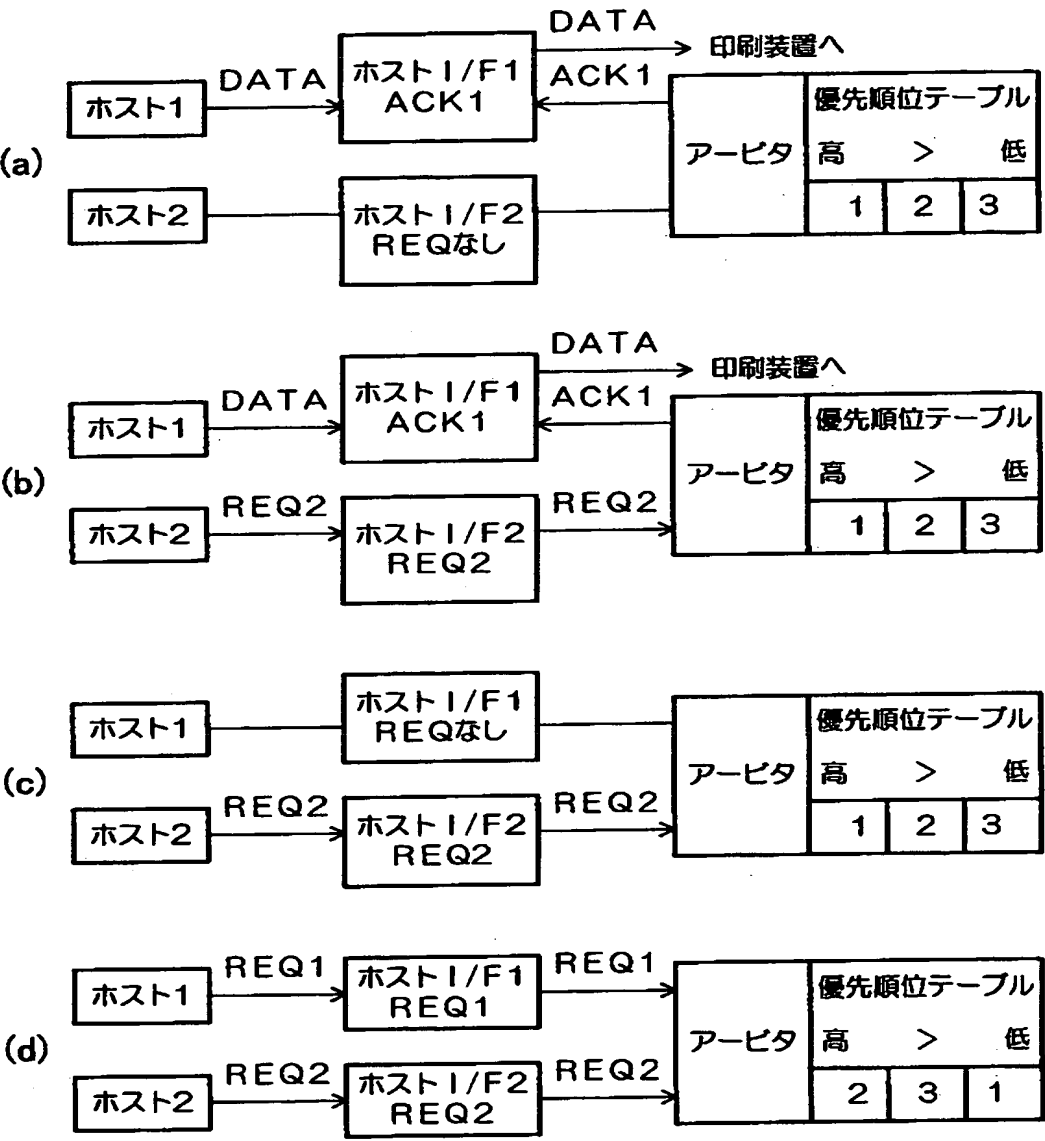 (a)
DATA
印刷装置へ
ホスト1
DATA
ホストI/F1
ACK1
ACK1
アービタ
優先順位テーブル
高 > 低
1 2 3
ホスト2
ホストI/F2
REQなし
(b)
DATA
印刷装置へ
ホスト1
DATA
ホストI/F1
ACK1
ACK1
アービタ
優先順位テーブル
高 > 低
1 2 3
ホスト2
REQ2
ホストI/F2
REQ2
REQ2
(c)
ホスト1
ホストI/F1
REQなし
アービタ
優先順位テーブル
高 > 低
1 2 3
ホスト2
REQ2
ホストI/F2
REQ2
REQ2
(d)
ホスト1
REQ1
ホストI/F1
REQ1
REQ1
アービタ
優先順位テーブル
高 > 低
2 3 1
ホスト2
REQ2
ホストI/F2
REQ2
REQ2